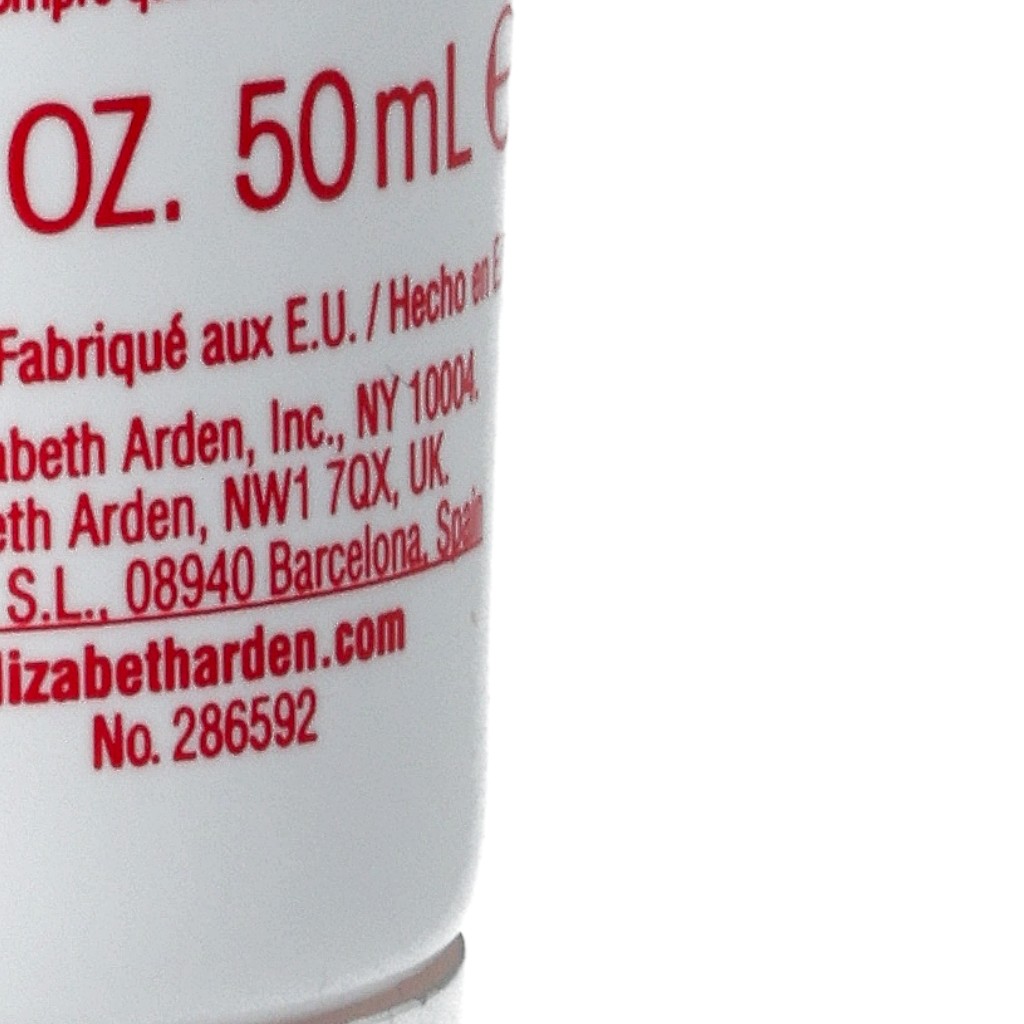 OZ. 50 mL ℮
Fabriqué aux E.U. / Hecho en E.
abeth Arden, Inc., NY 10004.
eth Arden, NW1 7QX, UK.
S.L., 08940 Barcelona, Spain
lizabetharden.com
No. 286592